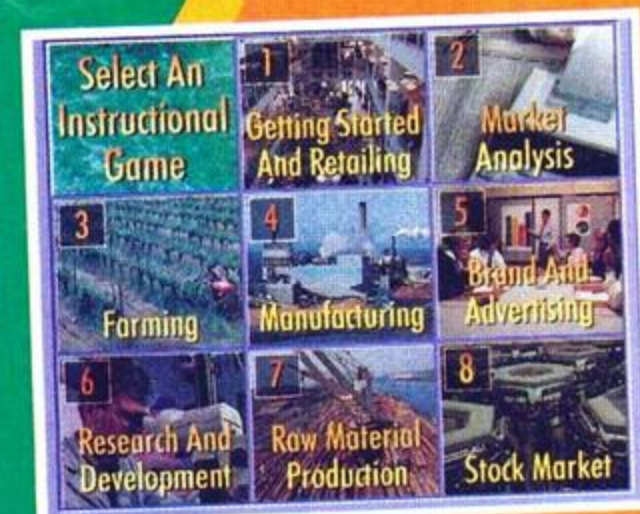 Select An
Instructional
Game
1
Getting Started
And Retailing
2
Market
Analysis
3
Farming
4
Manufacturing
5
Brand And
Advertising
6
Research And
Development
7
Raw Material
Production
8
Stock Market